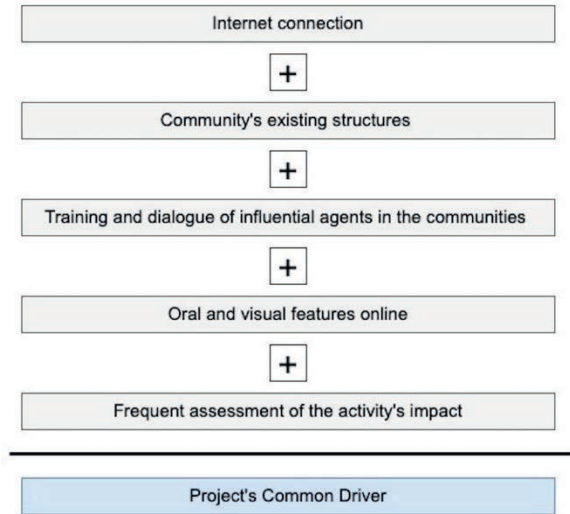 Internet connection
+
Community's existing structures
+
Training and dialogue of influential agents in the communities
+
Oral and visual features online
+
Frequent assessment of the activity's impact
Project's Common Driver